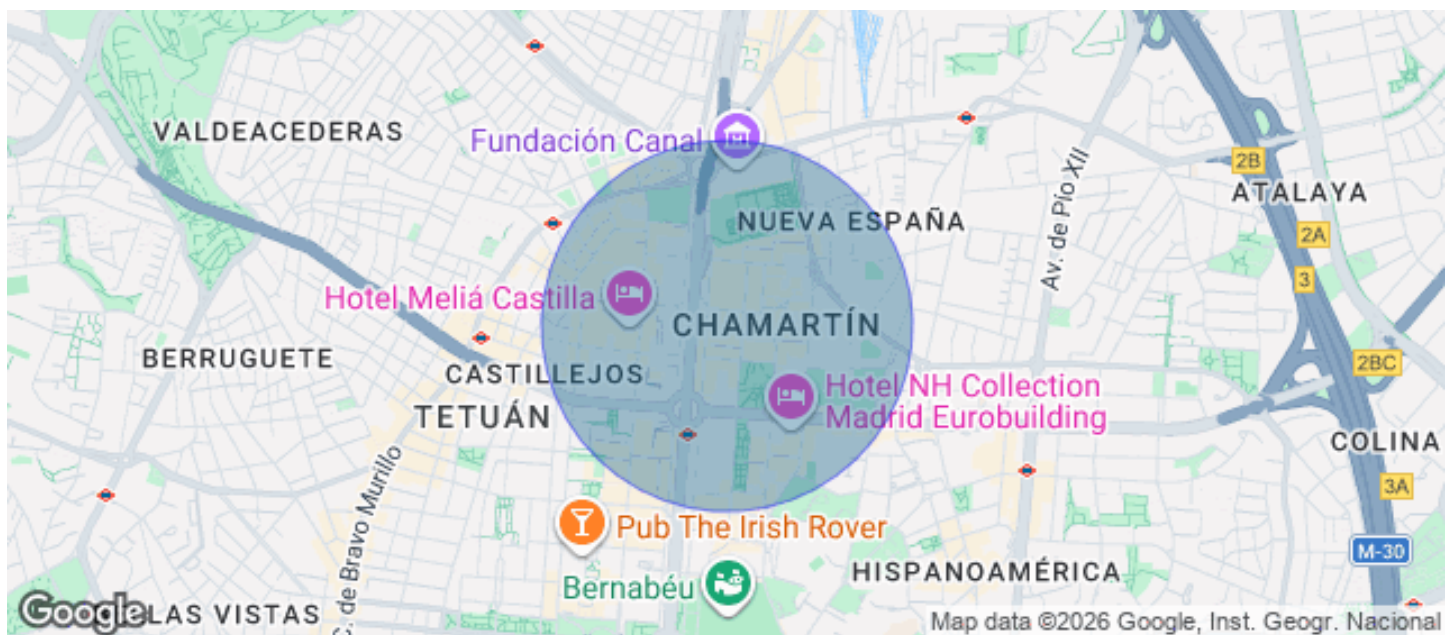 VALDEACEDERAS
Fundación Canal
2B
ATALAYA
Av. de Pío XII
NUEVA ESPAÑA
2A
3
Hotel Meliá Castilla
CHAMARTÍN
BERRUGUETE
CASTILLEJOS
2BC
Hotel NH Collection
Madrid Eurobuilding
TETUÁN
COLINA
3A
C. de Bravo Murillo
Pub The Irish Rover
M-30
Bernabéu
HISPANOAMÉRICA
Google
LAS VISTAS
Map data ©2026 Google, Inst. Geogr. Nacional